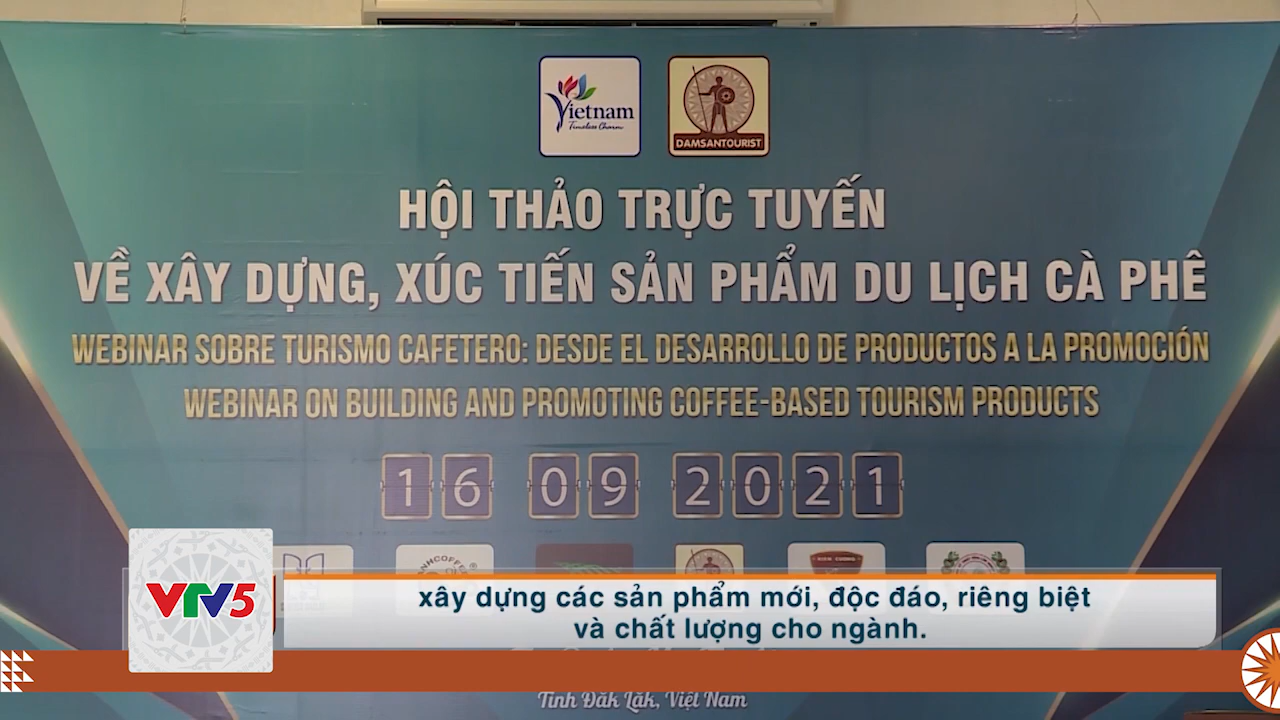 Vietnam
Timeless Charm
DAMSANTOURIST
HỘI THẢO TRỰC TUYẾN
VỀ XÂY DỰNG, XÚC TIẾN SẢN PHẨM DU LỊCH CÀ PHÊ
WEBINAR SOBRE TURISMO CAFETERO: DESDE EL DESARROLLO DE PRODUCTOS A LA PROMOCIÓN
WEBINAR ON BUILDING AND PROMOTING COFFEE-BASED TOURISM PRODUCTS
16 09 2021
VTV5
xây dựng các sản phẩm mới, độc đáo, riêng biệt
và chất lượng cho ngành.
Tỉnh Đăk Lăk, Việt Nam